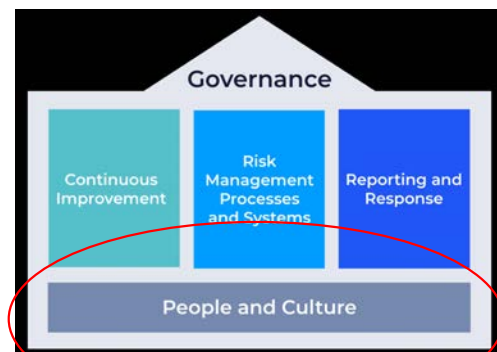 Governance
Continuous
Improvement
Risk
Management
Processes
and Systems
Reporting and
Response
People and Culture